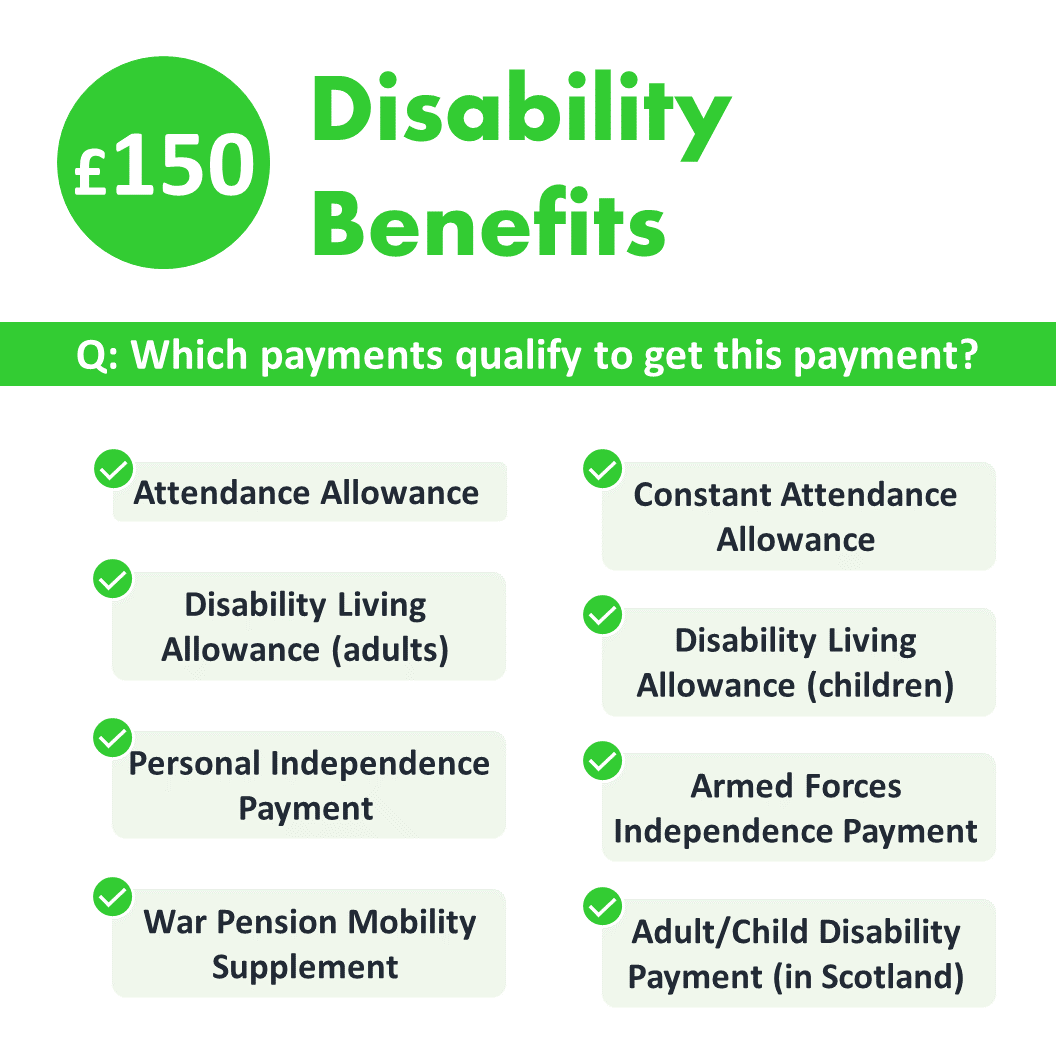 £150
Disability
Benefits
Q: Which payments qualify to get this payment?
Attendance Allowance
Disability Living
Allowance (adults)
Personal Independence
Payment
War Pension Mobility
Supplement
Constant Attendance
Allowance
Disability Living
Allowance (children)
Armed Forces
Independence Payment
Adult/Child Disability
Payment (in Scotland)